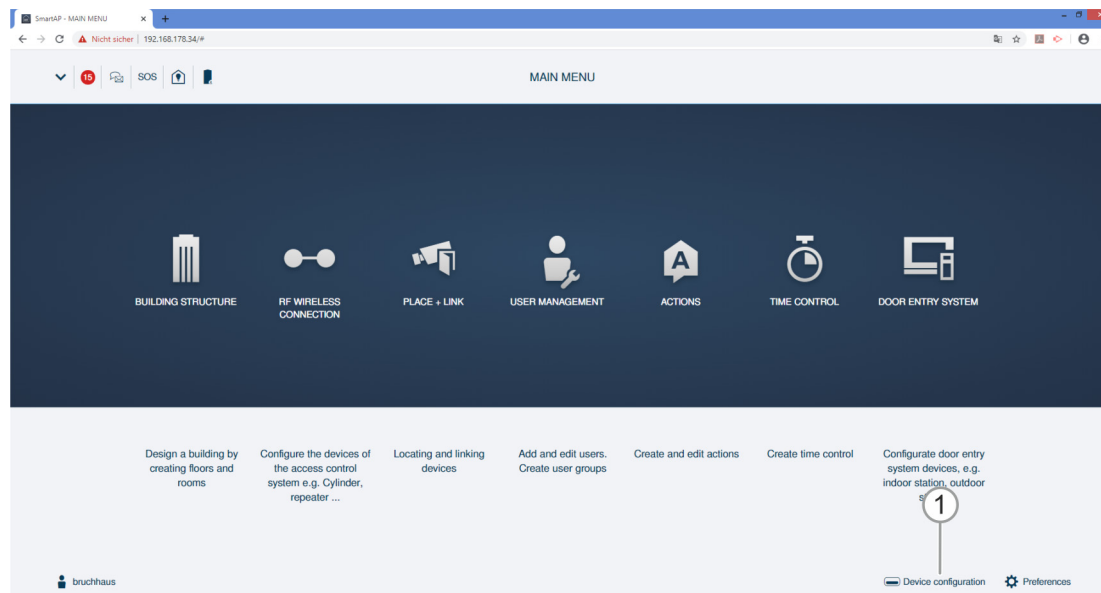 SmartAP - MAIN MENU
Nicht sicher | 192.168.178.34/#
15 SOS MAIN MENU
BUILDING STRUCTURE
RF WIRELESS
CONNECTION
PLACE + LINK
USER MANAGEMENT
A
ACTIONS
TIME CONTROL
DOOR ENTRY SYSTEM
Design a building by
creating floors and
rooms
Configure the devices of
the access control
system e.g. Cylinder,
repeater ...
Locating and linking
devices
Add and edit users.
Create user groups
Create and edit actions
Create time control
Configurate door entry
system devices, e.g.
indoor station, outdoor
1
bruchhaus
Device configuration
Preferences